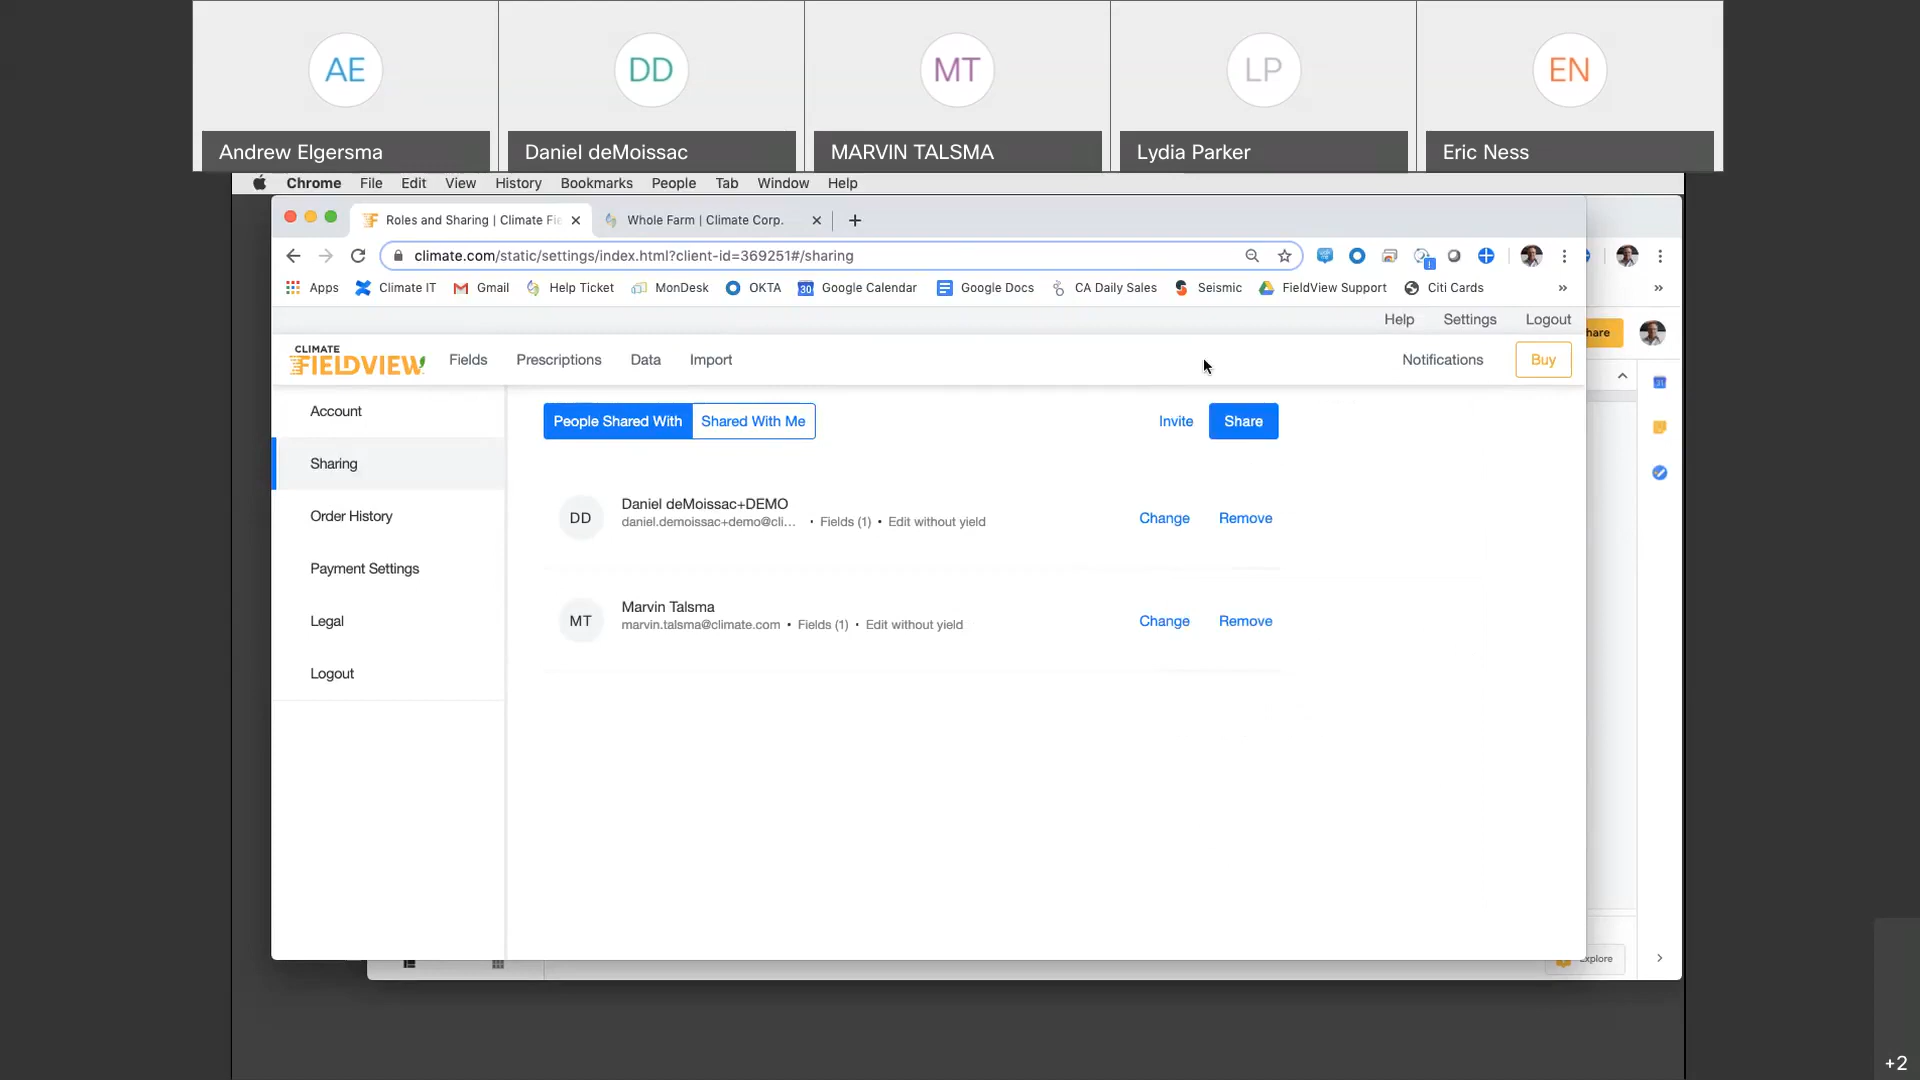 AE DD MT LP EN
Andrew Elgersma Daniel deMoissac MARVIN TALSMA Lydia Parker Eric Ness
Chrome File Edit View History Bookmarks People Tab Window Help
Roles and Sharing | Climate Fie Whole Farm | Climate Corp.
climate.com/static/settings/index.html?client-id=369251#/sharing
Apps Climate IT Gmail Help Ticket MonDesk OKTA 30 Google Calendar Google Docs CA Daily Sales Seismic FieldView Support Citi Cards
Help Settings Logout
hare
CLIMATE
FIELDVIEW Fields Prescriptions Data Import Notifications Buy
31
Account
People Shared With Shared With Me Invite Share
Sharing
Daniel deMoissac+DEMO
DD daniel.demoissac+demo@cli... • Fields (1) • Edit without yield Change Remove
Order History
Payment Settings
Marvin Talsma
MT marvin.talsma@climate.com • Fields (1) • Edit without yield Change Remove
Legal
Logout
Explore
+2